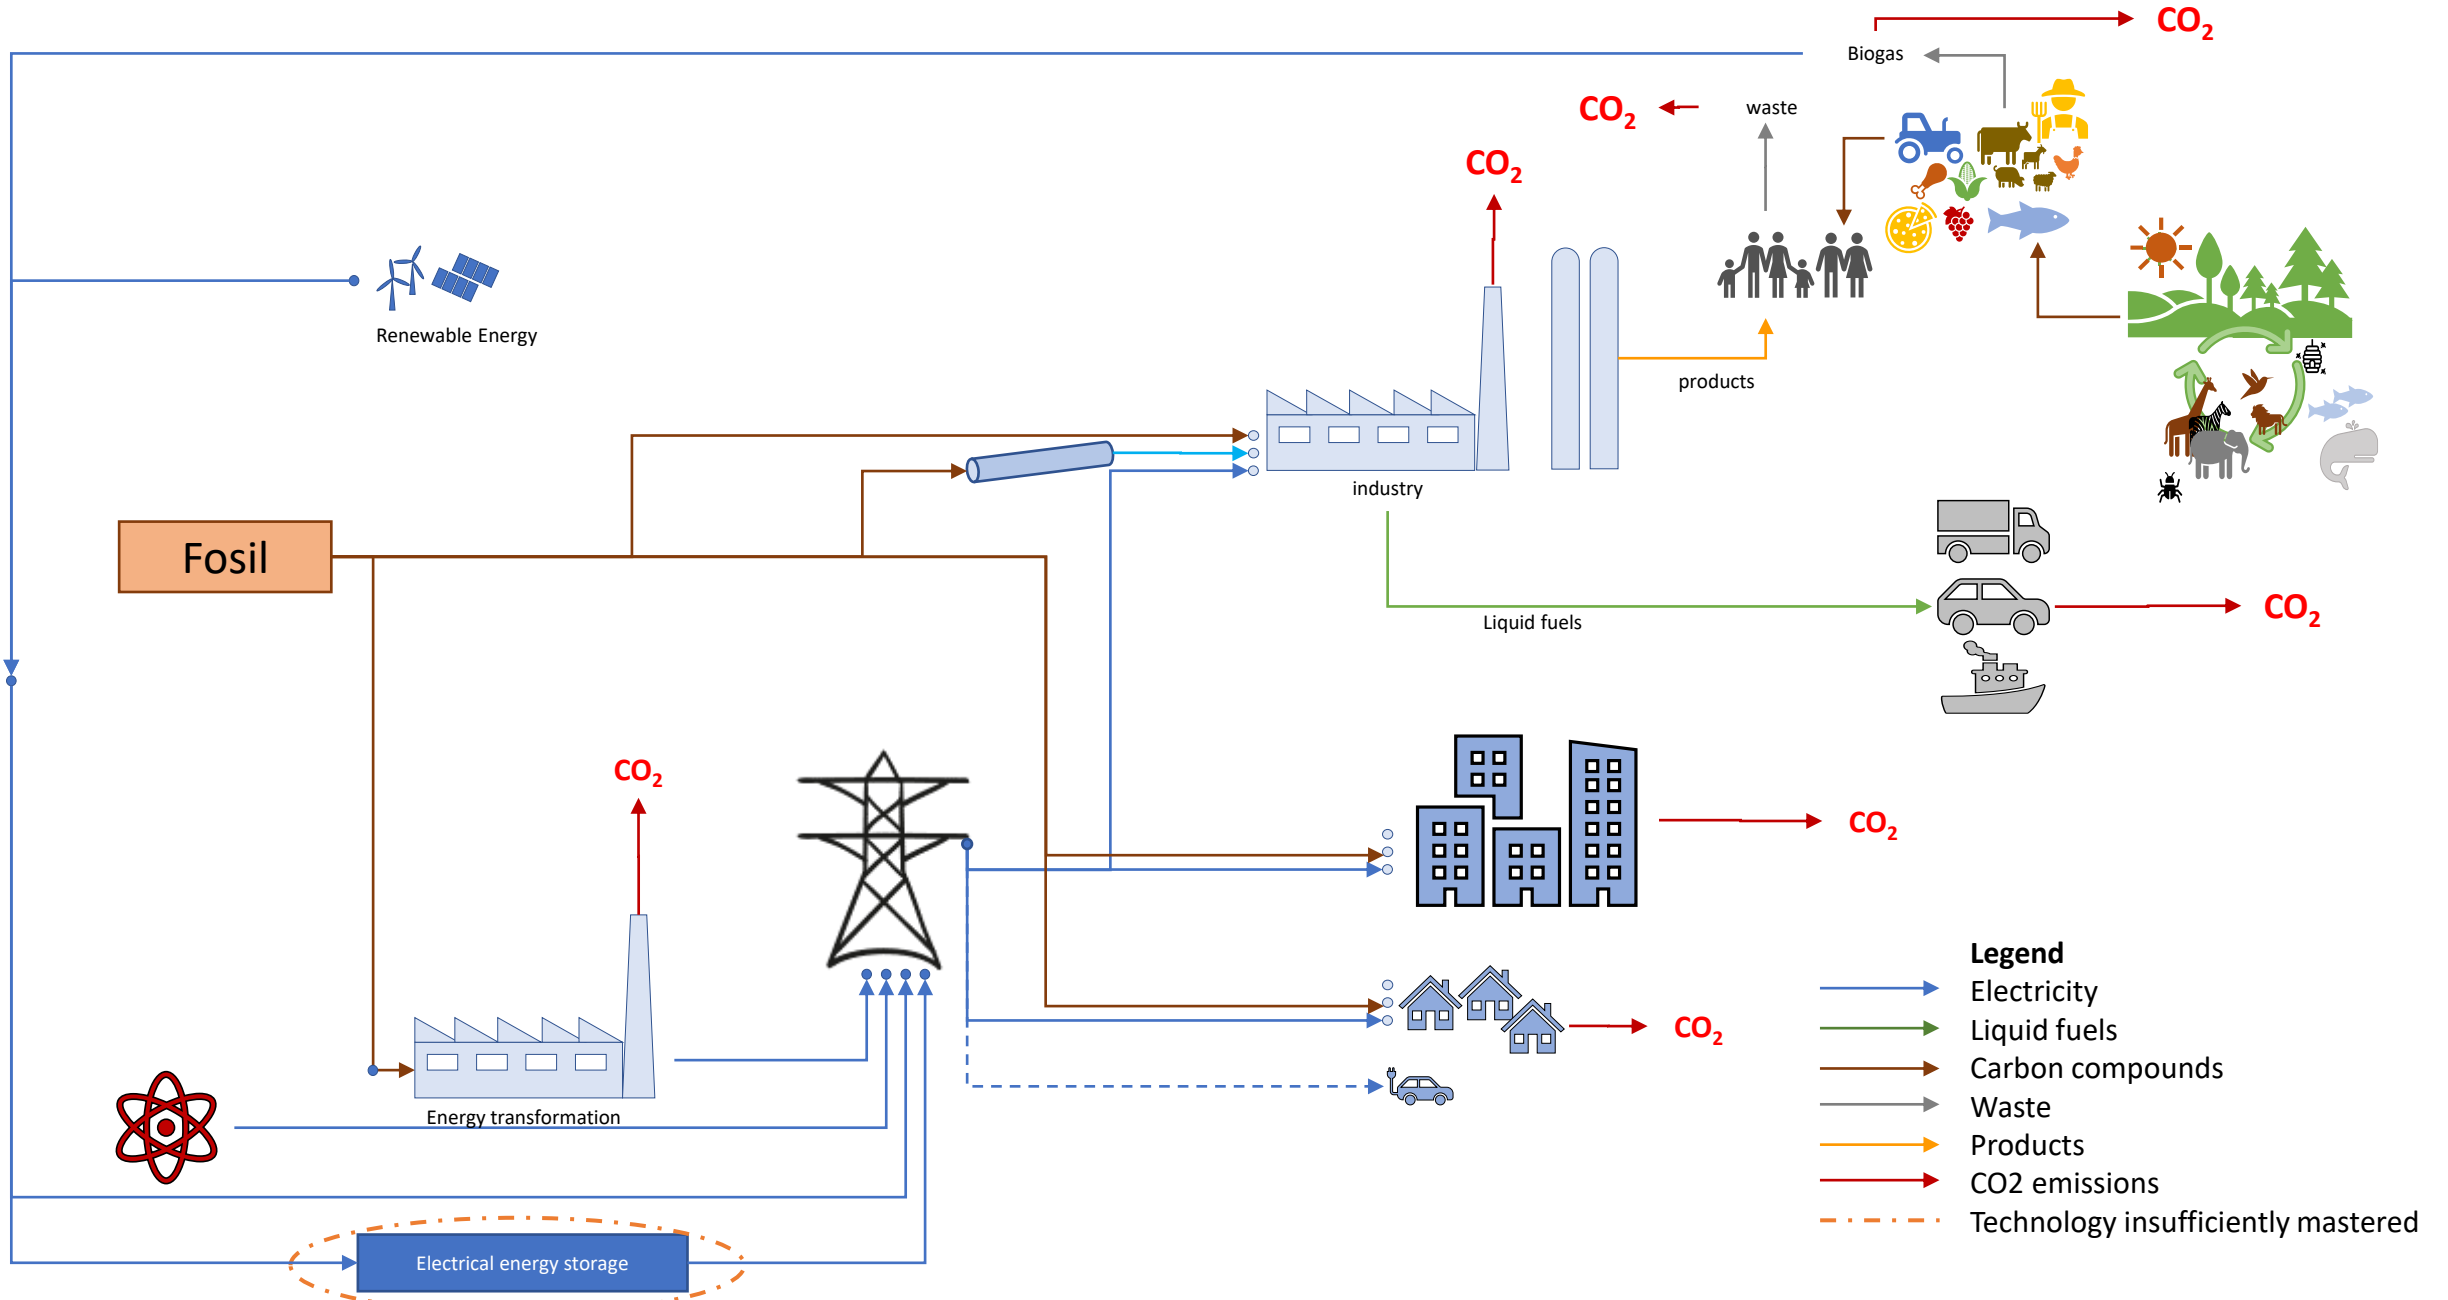 CO2
Biogas
CO2
waste
CO2
Renewable Energy
products
industry
Fosil
Liquid fuels
CO2
CO2
CO2
CO2
Energy transformation
Electrical energy storage
Legend
Electricity
Liquid fuels
Carbon compounds
Waste
Products
CO2 emissions
Technology insufficiently mastered